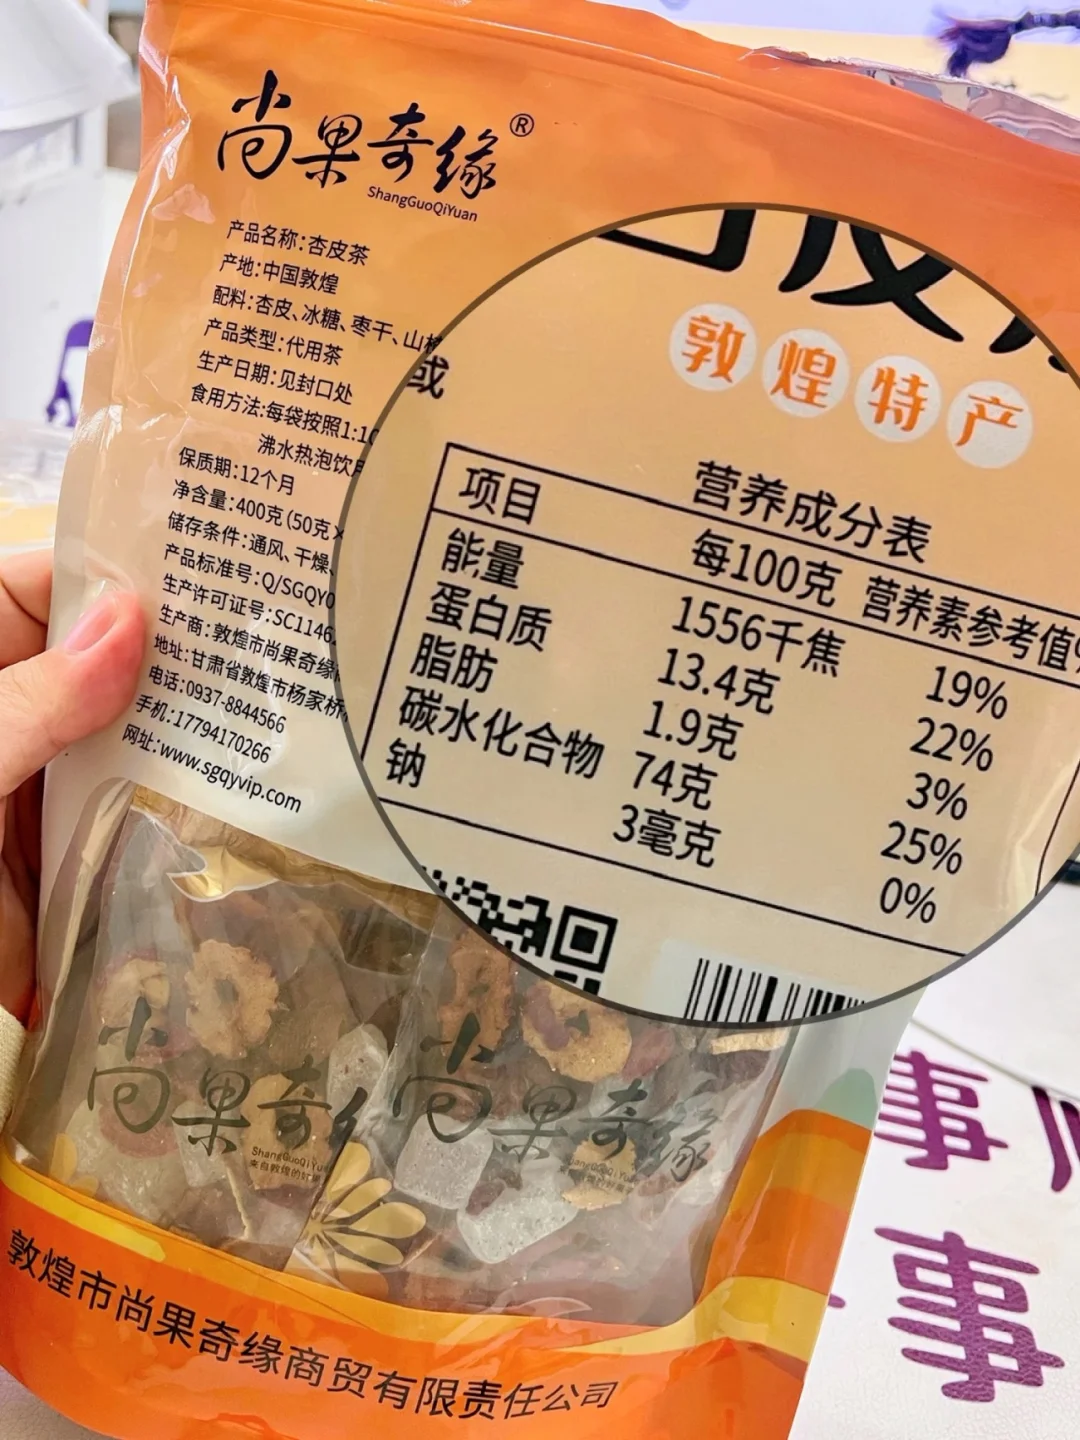 尚果奇缘®
ShangGuoQiYuan
产品名称：杏皮茶
产地：中国敦煌
配料：杏皮、冰糖、枣干、山
产品类型：代用茶
生产日期：见封口处
食用方法：每袋按照1:10
沸水热泡饮用
保质期：12个月
净含量：400克（50克×
储存条件：通风、干燥、
产品标准号：Q/SGQY0
生产许可证号：SC1146
生产商：敦煌市尚果奇缘
地址：甘肃省敦煌市杨家桥
电话：0937-8844566
手机：17794170266
网址：www.sgqyvip.com
或
敦煌特产
营养成分表
项目 每100克 营养素参考值%
能量 1556千焦 19%
蛋白质 13.4克 22%
脂肪 1.9克 3%
碳水化合物 74克 25%
钠 3毫克 0%
尚果奇缘
ShangGuoQiYuan
尚果奇缘
ShangGuoQiYuan
敦煌市尚果奇缘商贸有限责任公司
事
事